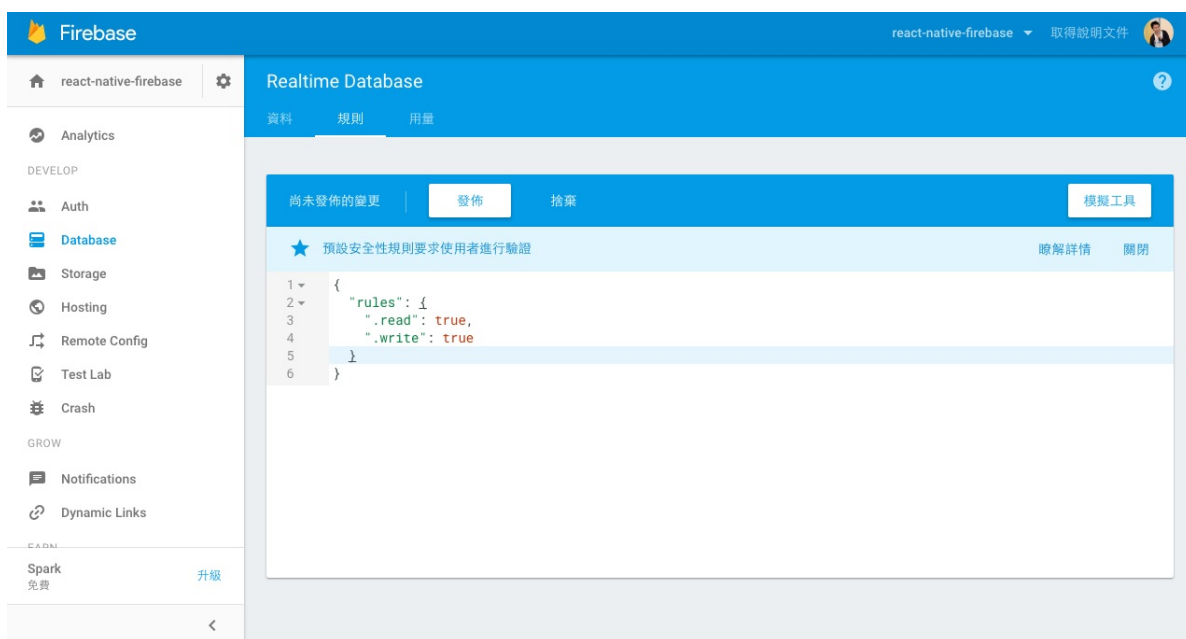 Firebase
react-native-firebase
取得說明文件
react-native-firebase
Analytics
DEVELOP
Auth
Database
Storage
Hosting
Remote Config
Test Lab
Crash
GROW
Notifications
Dynamic Links
EARN
Spark
免費
升級
Realtime Database
資料 規則 用量
尚未發佈的變更 發佈 捨棄 模擬工具
預設安全性規則要求使用者進行驗證 瞭解詳情 關閉
1 {
2 "rules": {
3 ".read": true,
4 ".write": true
5 }
6 }